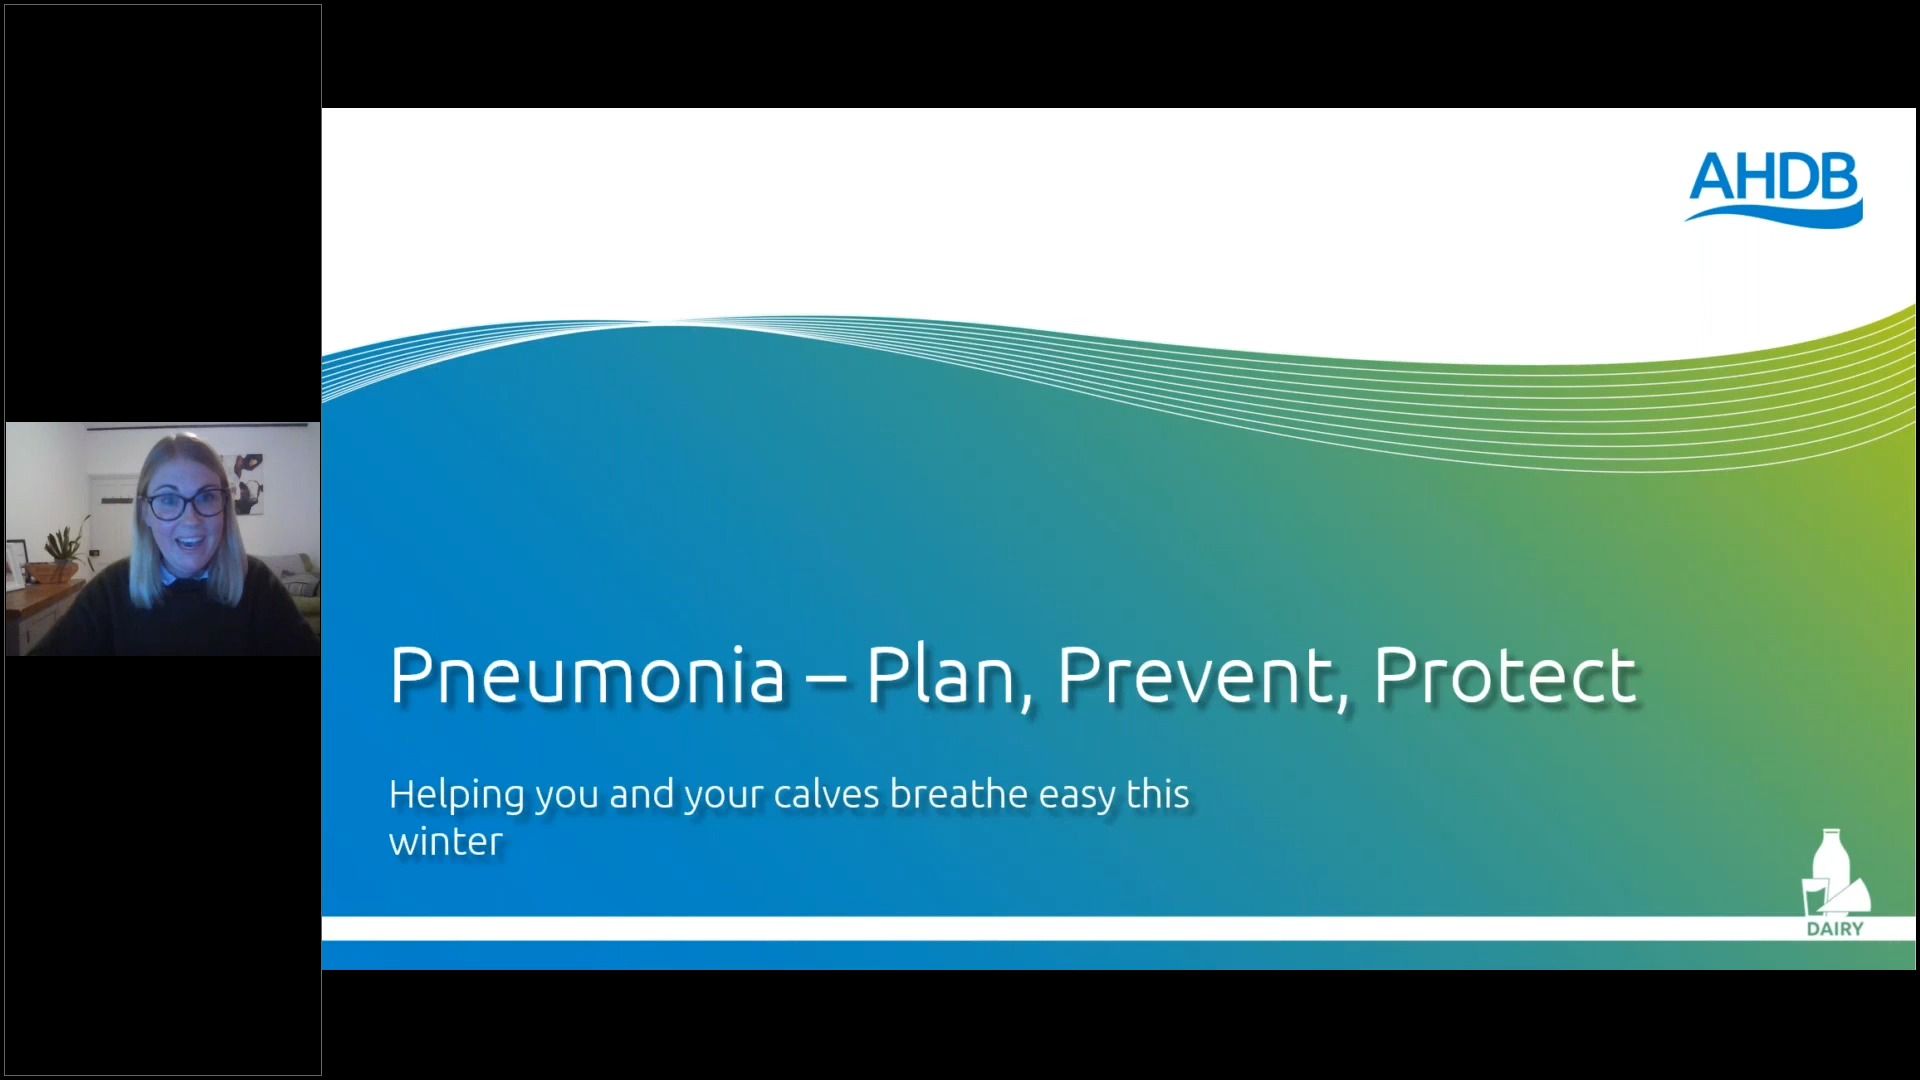 AHDB
Pneumonia – Plan, Prevent, Protect
Helping you and your calves breathe easy this
winter
DAIRY